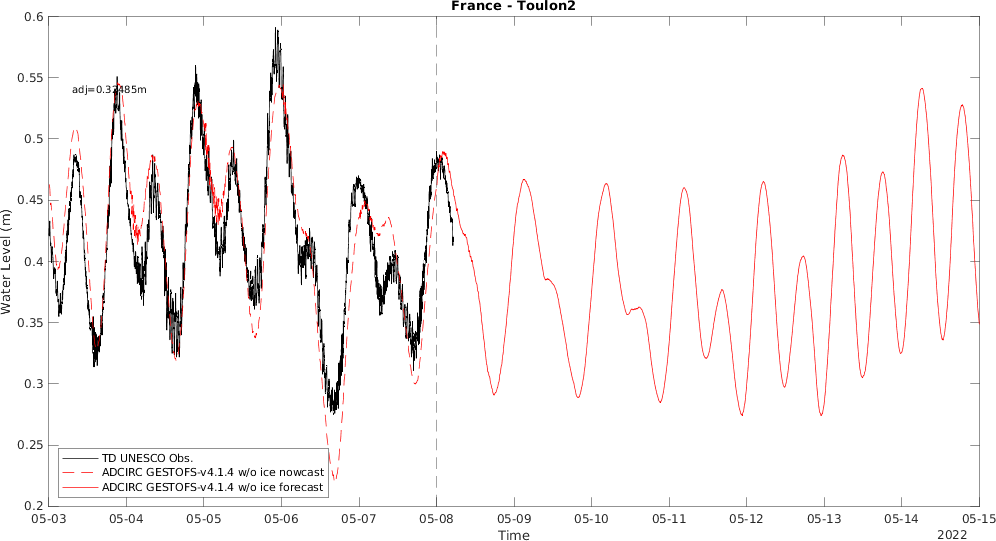 France - Toulon2
0.6
0.55
0.5
0.45
0.4
0.35
0.3
0.25
0.2
Water Level (m)
adj=0.32485m
TD UNESCO Obs.
ADCIRC GESTOFS-v4.1.4 w/o ice nowcast
ADCIRC GESTOFS-v4.1.4 w/o ice forecast
05-03 05-04 05-05 05-06 05-07 05-08 05-09 05-10 05-11 05-12 05-13 05-14 05-15
Time
2022